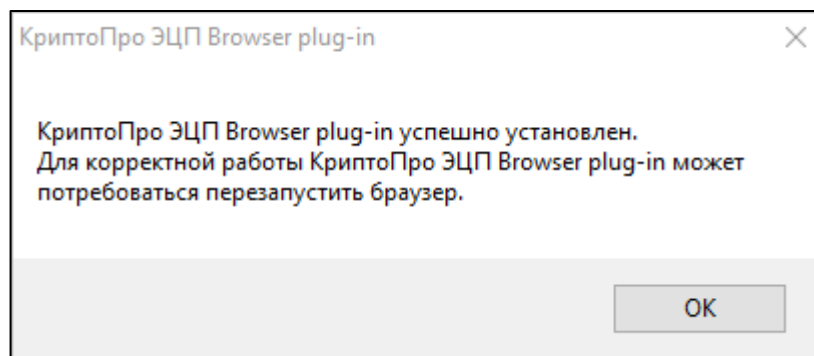 КриптоПро ЭЦП Browser plug-in
КриптоПро ЭЦП Browser plug-in успешно установлен.
Для корректной работы КриптоПро ЭЦП Browser plug-in может
потребоваться перезапустить браузер.
OK